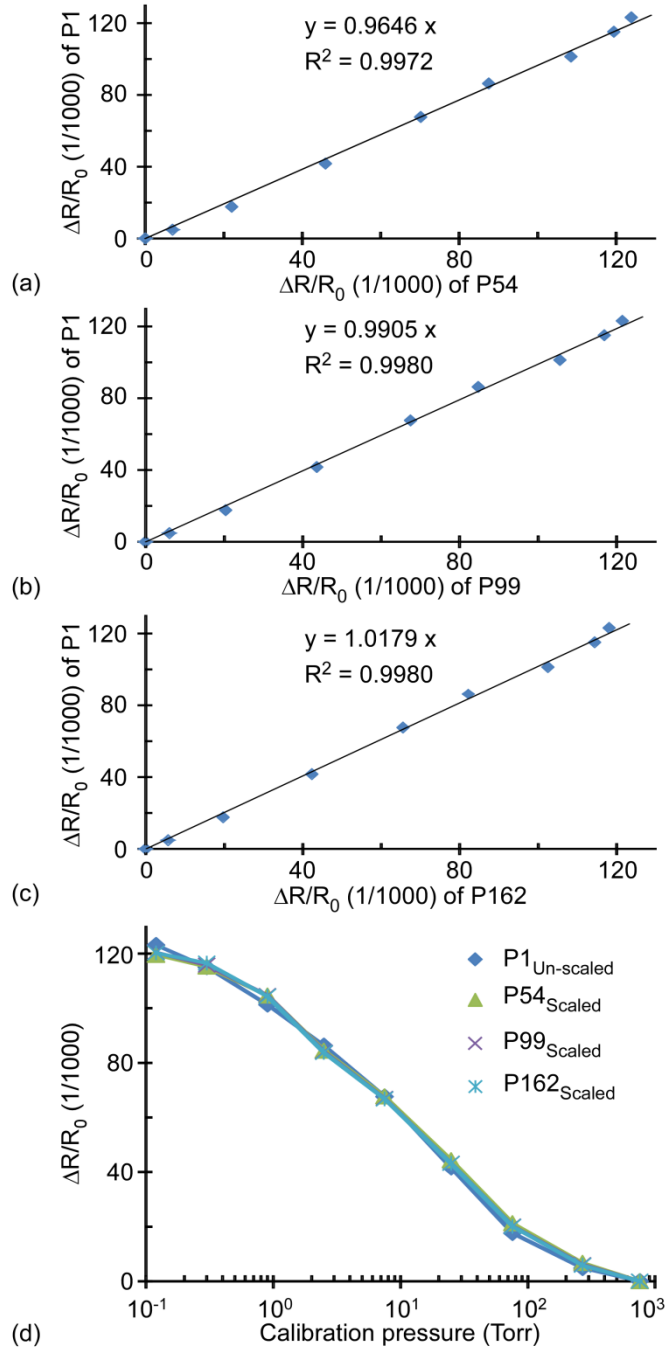 120
80
40
0
ΔR/R0 (1/1000) of P1
y = 0.9646 x
R2 = 0.9972
0 40 80 120
(a) ΔR/R0 (1/1000) of P54
120
80
40
0
ΔR/R0 (1/1000) of P1
y = 0.9905 x
R2 = 0.9980
0 40 80 120
(b) ΔR/R0 (1/1000) of P99
120
80
40
0
ΔR/R0 (1/1000) of P1
y = 1.0179 x
R2 = 0.9980
0 40 80 120
(c) ΔR/R0 (1/1000) of P162
120
80
40
0
ΔR/R0 (1/1000)
P1Un-scaled
P54Scaled
P99Scaled
P162Scaled
10-1 100 101 102 103
(d) Calibration pressure (Torr)